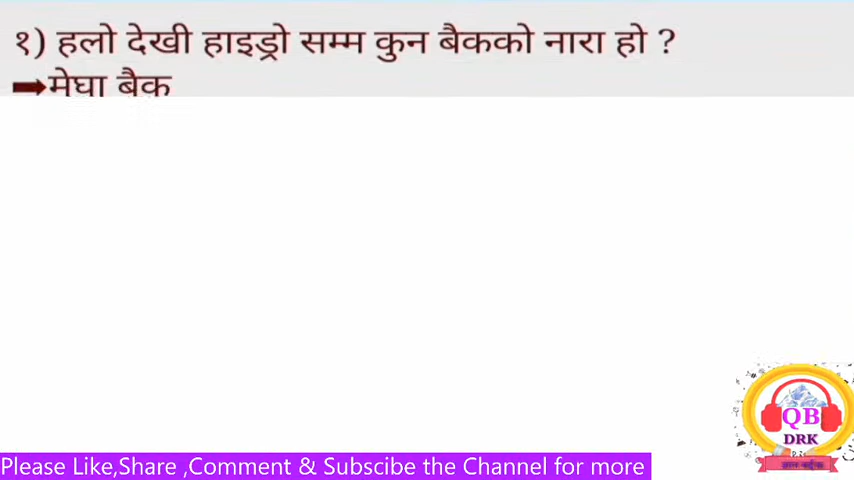 १) हलो देखी हाइड्रो सम्म कुन बैकको नारा हो ?
➡मेघा बैक
QB
DRK
Please Like,Share ,Comment & Subscibe the Channel for more